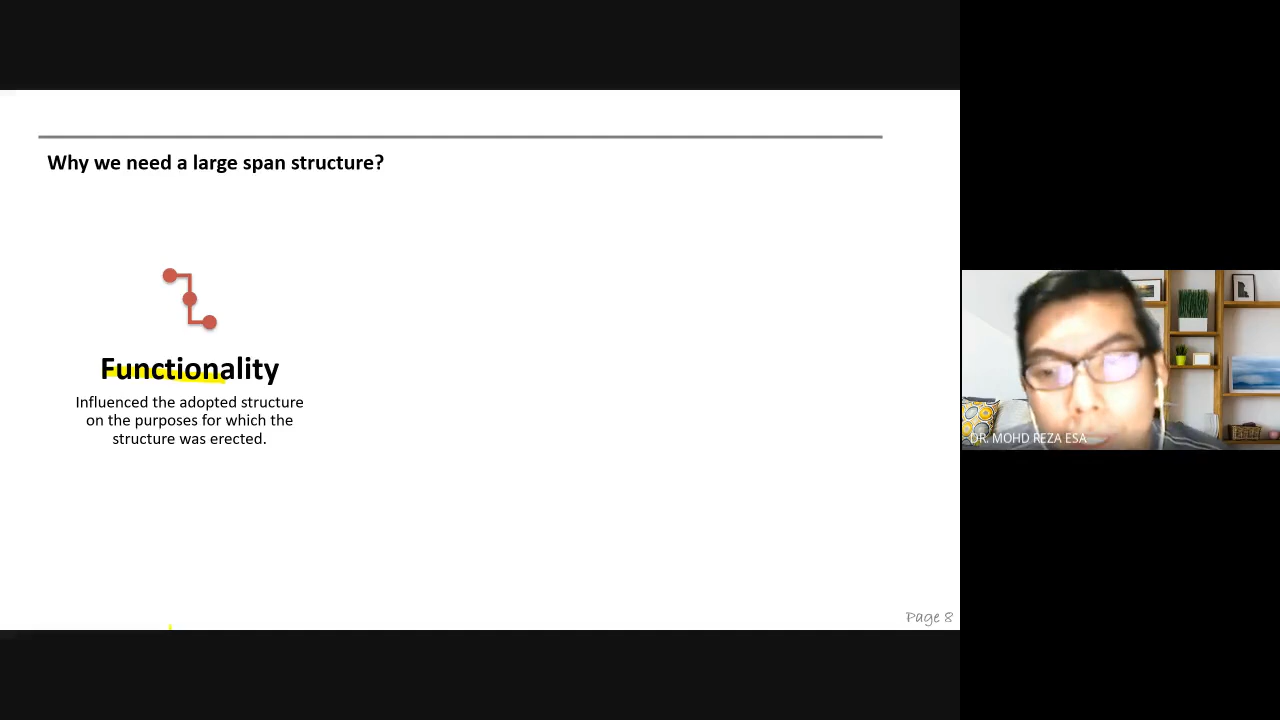 Why we need a large span structure?
Functionality
Influenced the adopted structure
on the purposes for which the
structure was erected.
Page 8
DR. MOHD REZA ESA